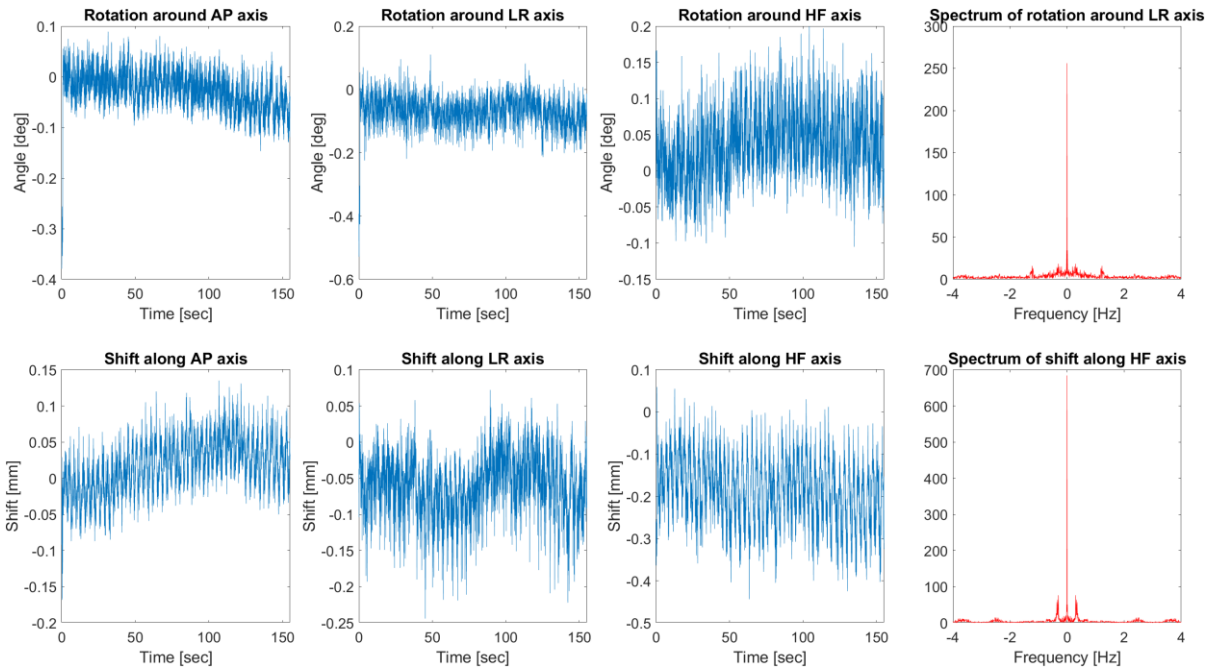 Rotation around AP axis
0.1
0
-0.1
-0.2
-0.3
-0.4
Angle [deg]
0 50 100 150
Time [sec]
Rotation around LR axis
0.2
0
-0.2
-0.4
-0.6
Angle [deg]
0 50 100 150
Time [sec]
Rotation around HF axis
0.2
0.15
0.1
0.05
0
-0.05
-0.1
-0.15
Angle [deg]
0 50 100 150
Time [sec]
Spectrum of rotation around LR axis
300
250
200
150
100
50
0
-4 -2 0 2 4
Frequency [Hz]
Shift along AP axis
0.15
0.1
0.05
0
-0.05
-0.1
-0.15
-0.2
Shift [mm]
0 50 100 150
Time [sec]
Shift along LR axis
0.1
0.05
0
-0.05
-0.1
-0.15
-0.2
-0.25
Shift [mm]
0 50 100 150
Time [sec]
Shift along HF axis
0.1
0
-0.1
-0.2
-0.3
-0.4
-0.5
Shift [mm]
0 50 100 150
Time [sec]
Spectrum of shift along HF axis
700
600
500
400
300
200
100
0
-4 -2 0 2 4
Frequency [Hz]